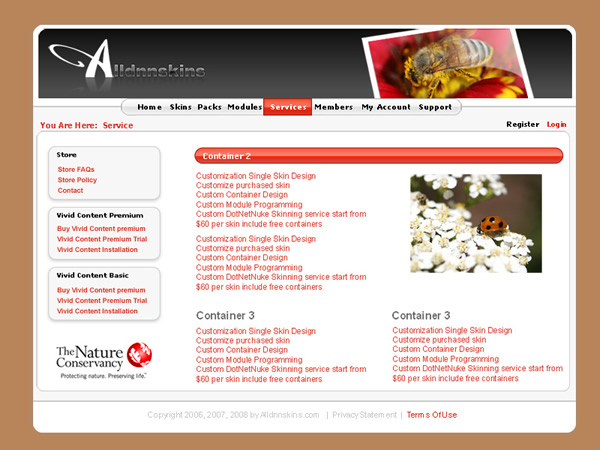 Alldnnskins
Home Skins Packs Modules Services Members My Account Support
You Are Here: Service
Register Login
Store
Store FAQs
Store Policy
Contact
Vivid Content Premium
Buy Vivid Content premium
Vivid Content Premium Trial
Vivid Content Installation
Vivid Content Basic
Buy Vivid Content premium
Vivid Content Premium Trial
Vivid Content Installation
The Nature
Conservancy
Protecting nature. Preserving life.™
Container 2
Customization Single Skin Design
Customize purchased skin
Custom Container Design
Custom Module Programming
Custom DotNetNuke Skinning service start from
$60 per skin include free containers
Customization Single Skin Design
Customize purchased skin
Custom Container Design
Custom Module Programming
Custom DotNetNuke Skinning service start from
$60 per skin include free containers
Container 3
Customization Single Skin Design
Customize purchased skin
Custom Container Design
Custom Module Programming
Custom DotNetNuke Skinning service start from
$60 per skin include free containers
Container 3
Customization Single Skin Design
Customize purchased skin
Custom Container Design
Custom Module Programming
Custom DotNetNuke Skinning service start from
$60 per skin include free containers
Copyright 2006, 2007, 2008 by Alldnnskins.com | Privacy Statement | Terms Of Use